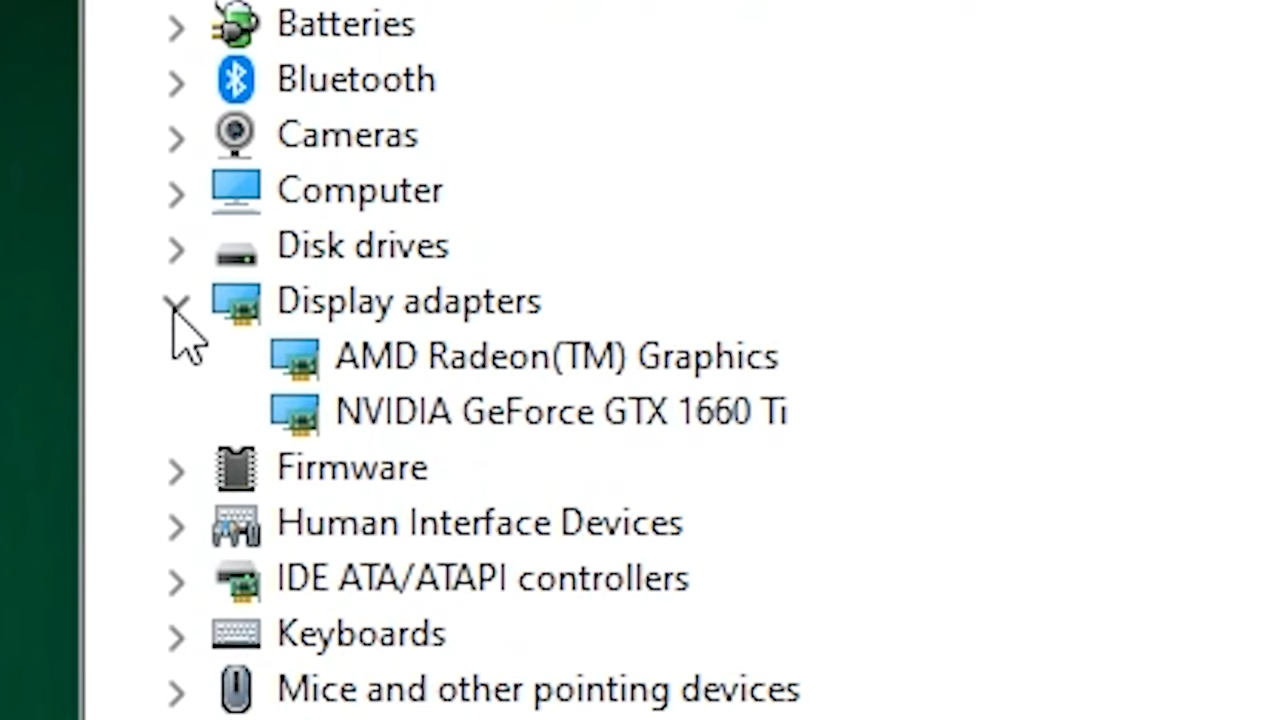 Batteries
Bluetooth
Cameras
Computer
Disk drives
Display adapters
AMD Radeon(TM) Graphics
NVIDIA GeForce GTX 1660 Ti
Firmware
Human Interface Devices
IDE ATA/ATAPI controllers
Keyboards
Mice and other pointing devices